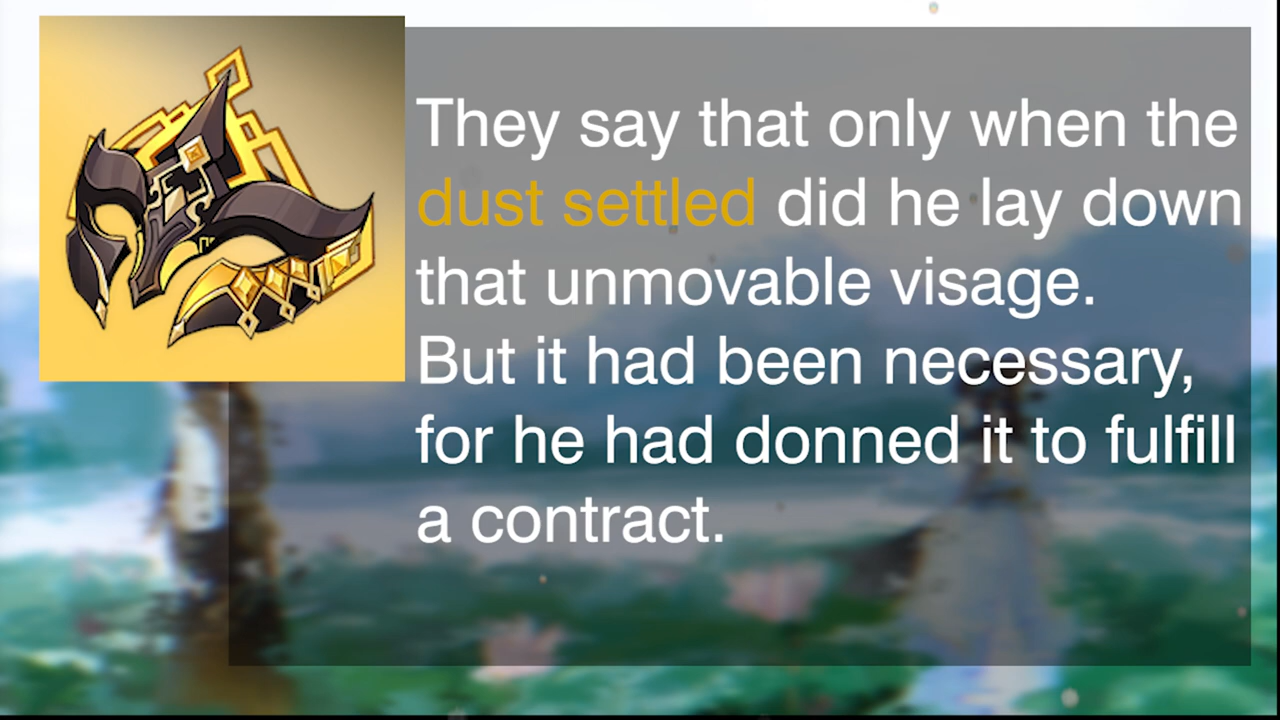 They say that only when the
dust settled did he lay down
that unmovable visage.
But it had been necessary,
for he had donned it to fulfill
a contract.